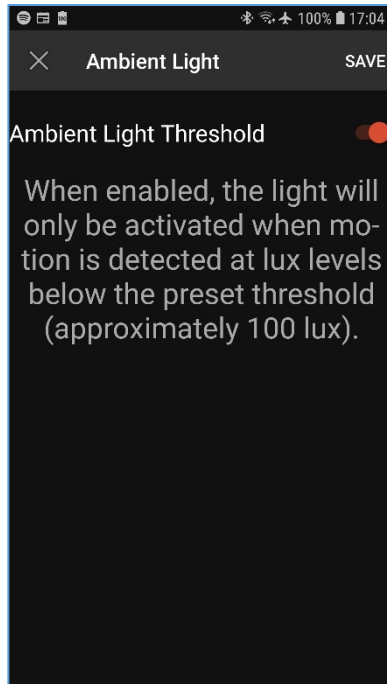 100% 17:04
Ambient Light SAVE
Ambient Light Threshold
When enabled, the light will
only be activated when mo-
tion is detected at lux levels
below the preset threshold
(approximately 100 lux).